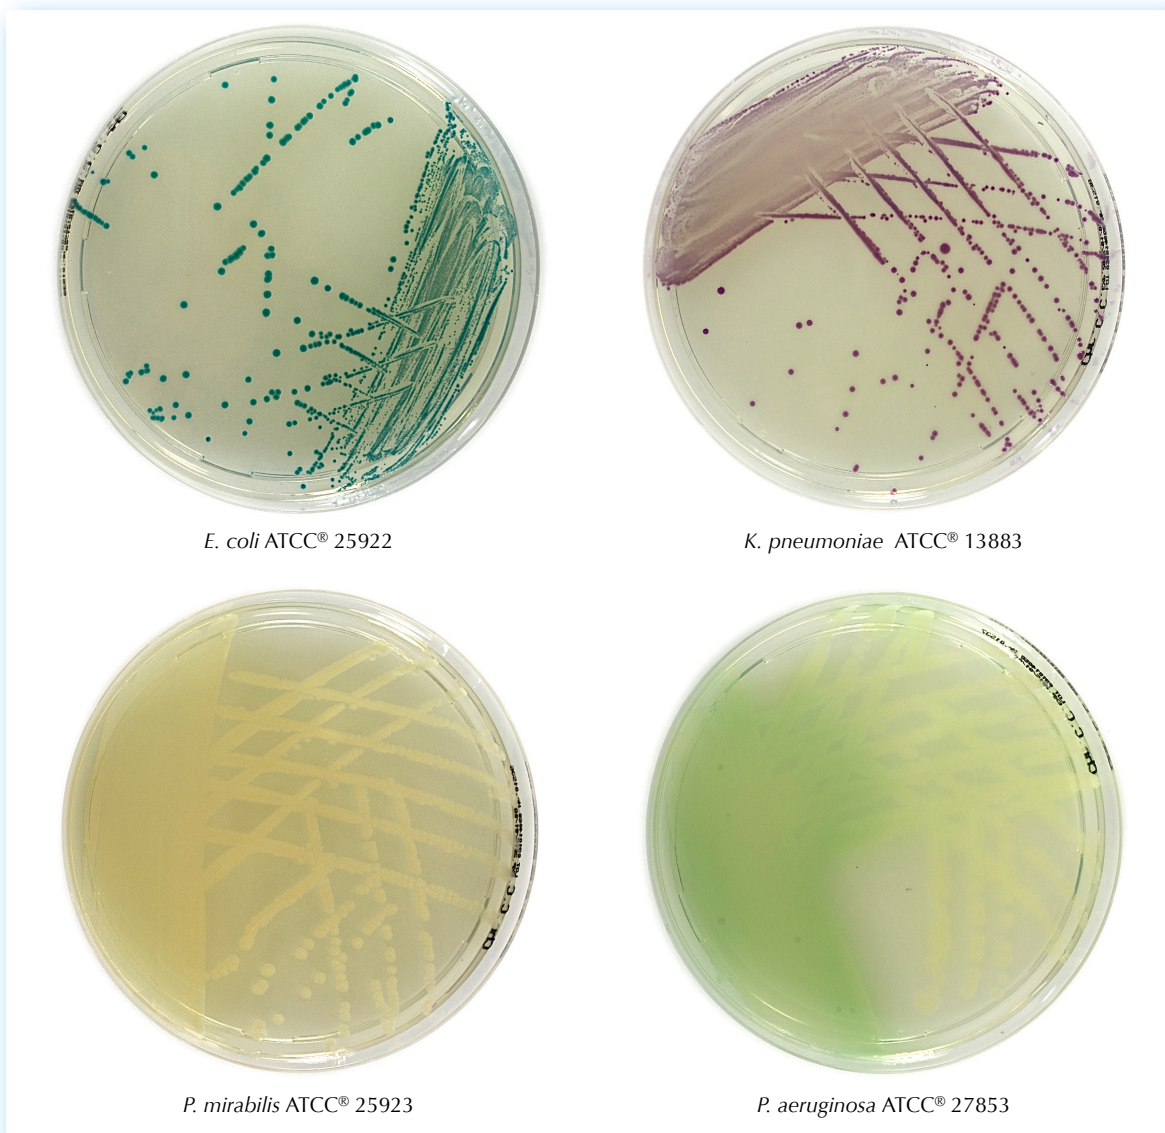 E. coli ATCC® 25922
K. pneumoniae ATCC® 13883
P. mirabilis ATCC® 25923
P. aeruginosa ATCC® 27853